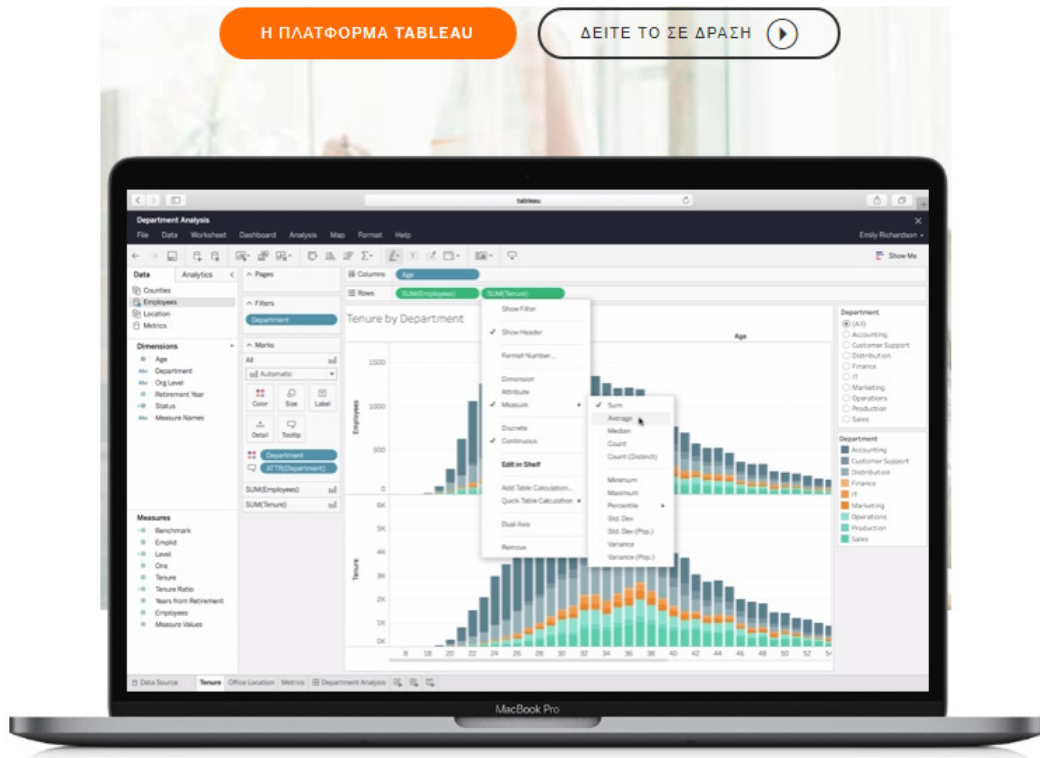 Η ΠΛΑΤΦΟΡΜΑ TABLEAU
ΔΕΙΤΕ ΤΟ ΣΕ ΔΡΑΣΗ
tableau
Department Analysis
File Data Worksheet Dashboard Analysis Map Format Help
Emily Richardson
Show Me
Data Analytics
Counties
Employees
Location
Metrics
Dimensions
Age
Abc Department
Abc Org Level
Retirement Year
Status
Abc Measure Names
Measures
Benchmark
Emplid
Level
One
Tenure
Tenure Ratio
Years from Retirement
Employees
Measure Values
Pages
Filters
Department
Marks
All
Automatic
Color Size Label
Detail Tooltip
Department
ATTR(Department)
SUM(Employees)
SUM(Tenure)
Columns Age
Rows SUM(Employees) SUM(Tenure)
Tenure by Department
Age
Employees
1500
1000
500
0
Tenure
6K
5K
4K
3K
2K
1K
0K
8 18 20 22 24 26 28 30 32 34 36 38 40 42 44 46 48 50 52 54
Show Filter
Show Header
Format Number...
Dimension
Attribute
Measure
Discrete
Continuous
Edit in Shelf
Add Table Calculation...
Quick Table Calculation
Dual Axis
Remove
Sum
Average
Median
Count
Count (Distinct)
Minimum
Maximum
Percentile
Std. Dev
Std. Dev (Pop.)
Variance
Variance (Pop.)
Department
(All)
Accounting
Customer Support
Distribution
Finance
IT
Marketing
Operations
Production
Sales
Department
Accounting
Customer Support
Distribution
Finance
IT
Marketing
Operations
Production
Sales
Data Source Tenure Office Location Metrics Department Analysis
MacBook Pro